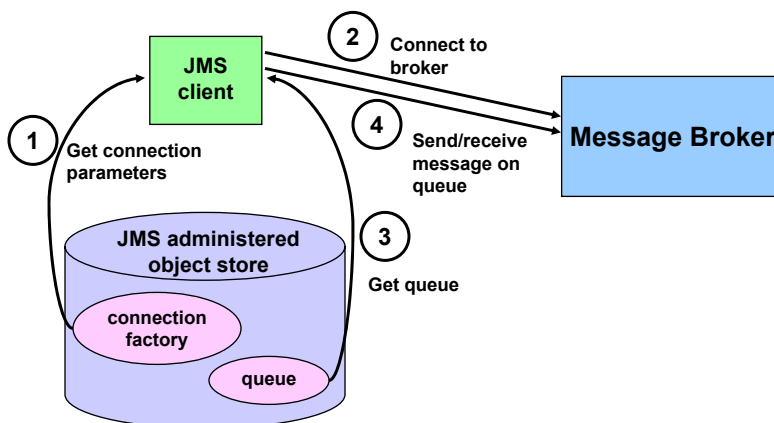 2
Connect to
broker
JMS
client
1
4
Message Broker
Get connection
parameters
Send/receive
message on
queue
3
JMS administered
object store
Get queue
connection
factory
queue